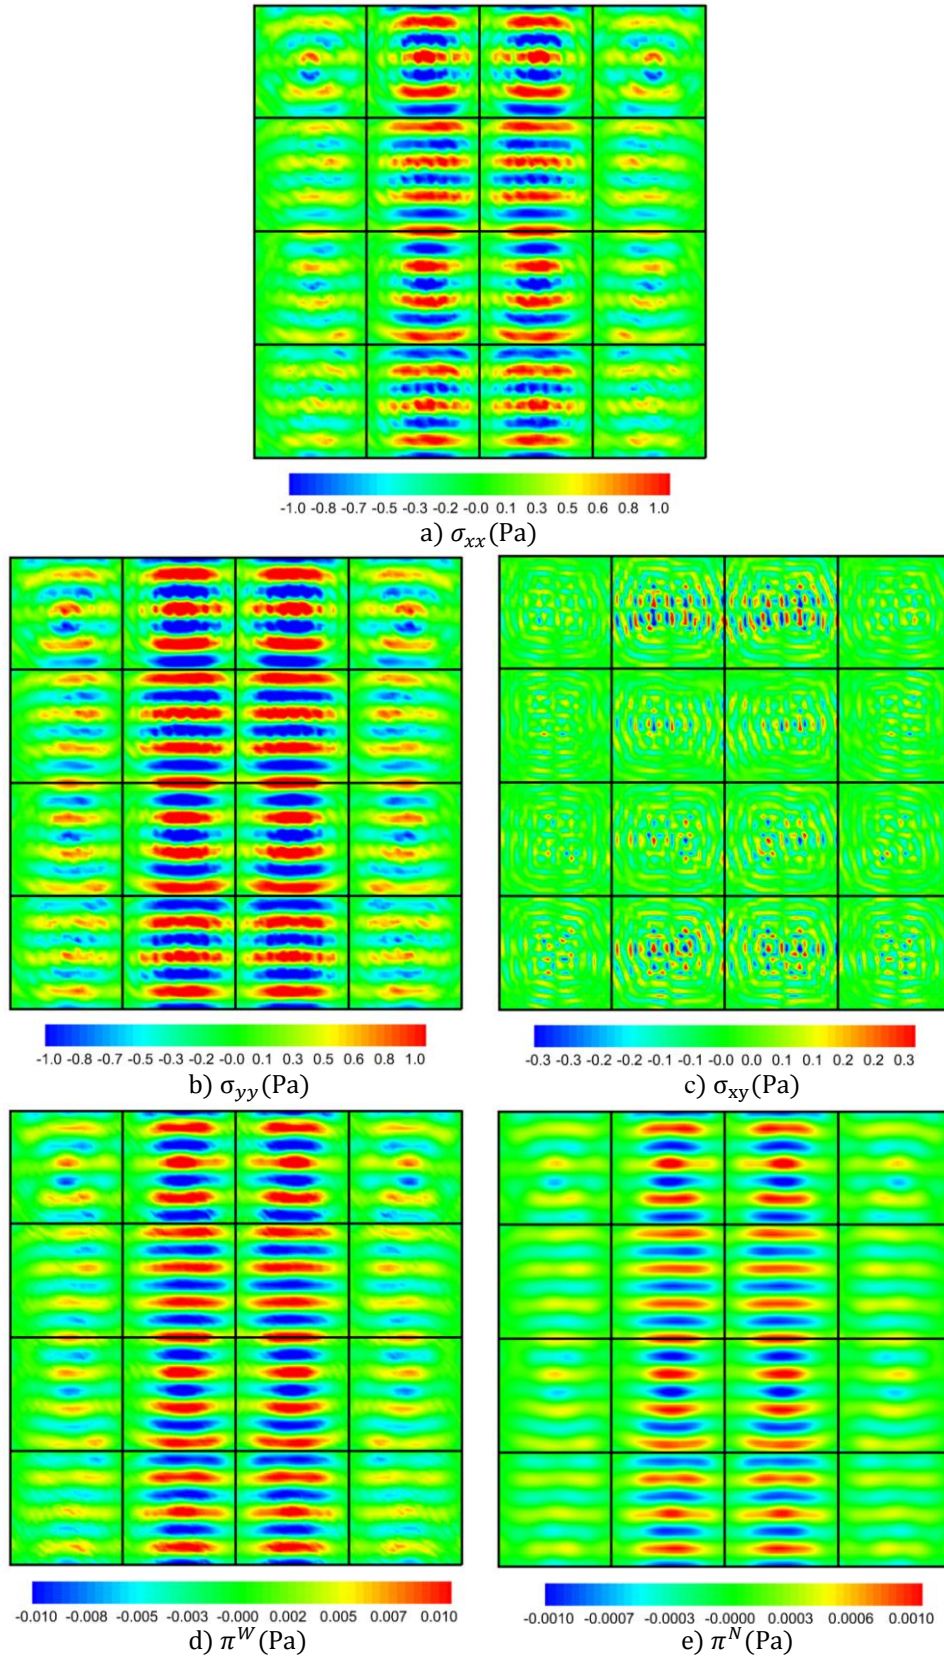 -1.0 -0.8 -0.7 -0.5 -0.3 -0.2 -0.0 0.1 0.3 0.5 0.6 0.8 1.0
a) σxx(Pa)
-1.0 -0.8 -0.7 -0.5 -0.3 -0.2 -0.0 0.1 0.3 0.5 0.6 0.8 1.0
b) σyy(Pa)
-0.3 -0.3 -0.2 -0.2 -0.1 -0.1 -0.0 0.0 0.1 0.1 0.2 0.2 0.3
c) σxy(Pa)
-0.010 -0.008 -0.005 -0.003 -0.000 0.002 0.005 0.007 0.010
d) π^W(Pa)
-0.0010 -0.0007 -0.0003 -0.0000 0.0003 0.0006 0.0010
e) π^N(Pa)